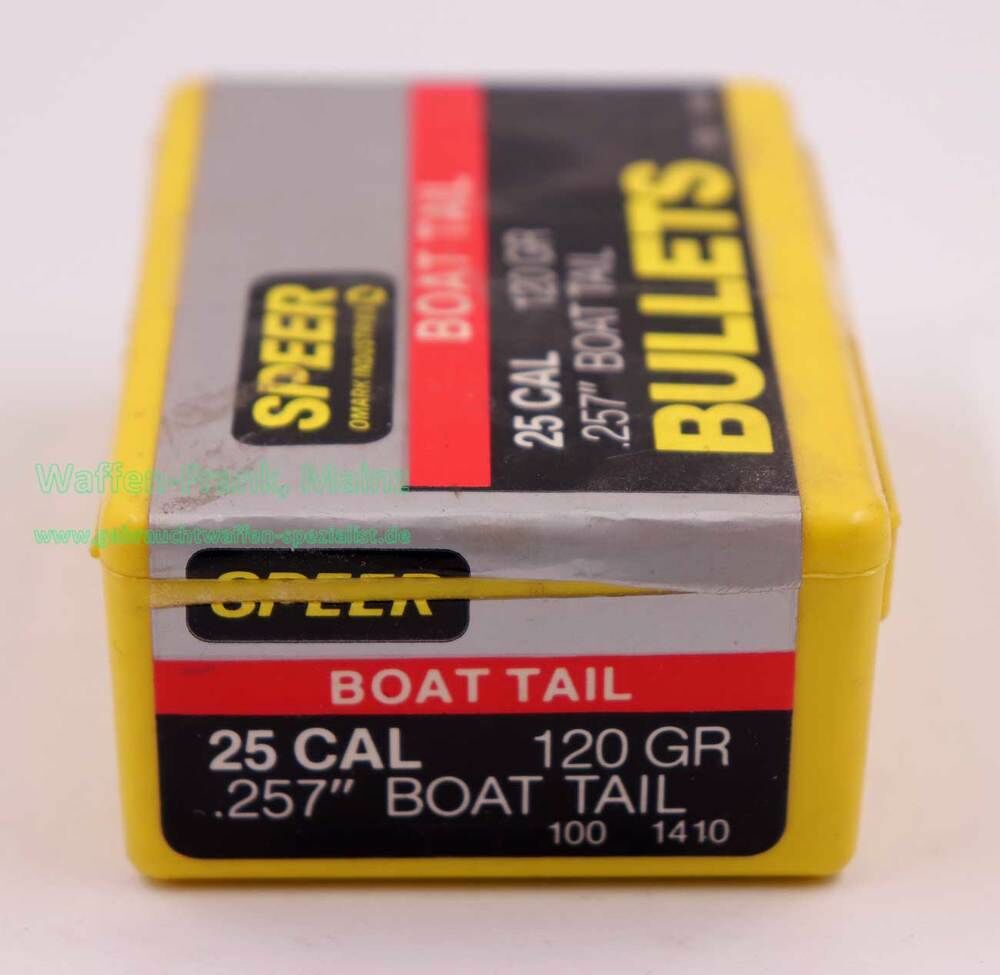 SPEER
OMARK INDUSTRIES
BOAT TAIL
25 CAL 120 GR
.257" BOAT TAIL
BULLETS
Waffen-Frank, Mainz
www.gebrauchtwaffen-spezialist.de
SPEER
BOAT TAIL
25 CAL 120 GR
.257" BOAT TAIL
100 1410